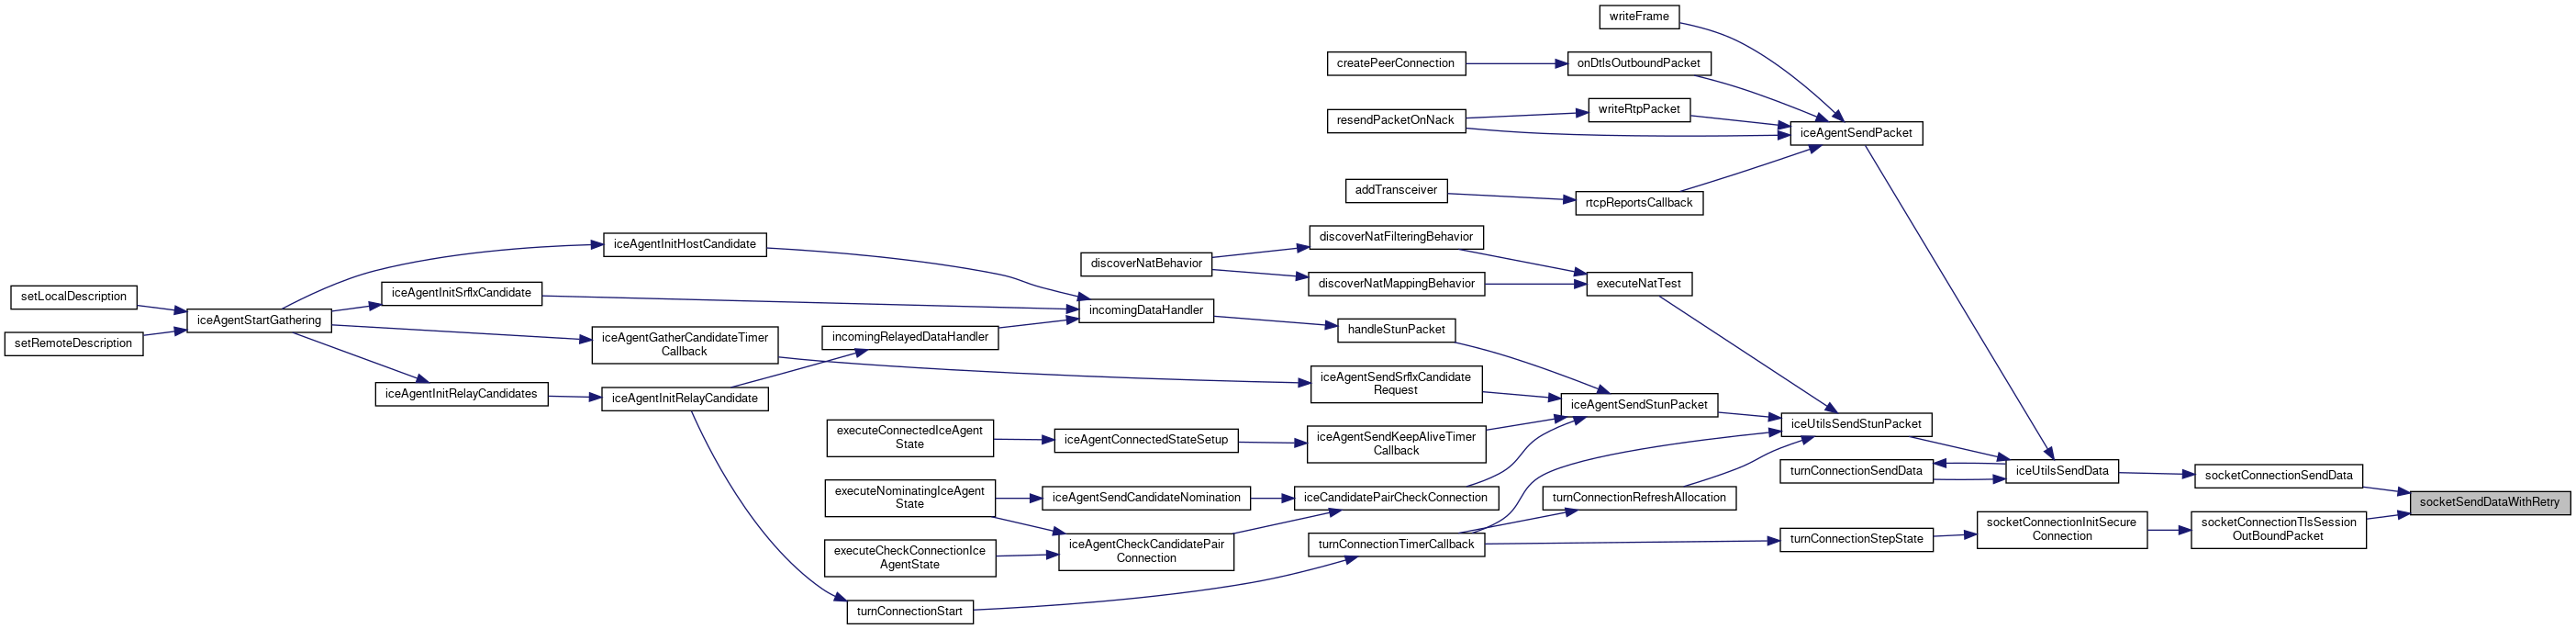 writeFrame
createPeerConnection
onDtlsOutboundPacket
resendPacketOnNack
writeRtpPacket
iceAgentSendPacket
addTransceiver
rtcpReportsCallback
iceAgentInitHostCandidate
discoverNatBehavior
discoverNatFilteringBehavior
discoverNatMappingBehavior
executeNatTest
setLocalDescription
setRemoteDescription
iceAgentStartGathering
iceAgentInitSrflxCandidate
iceAgentGatherCandidateTimer
Callback
incomingRelayedDataHandler
incomingDataHandler
handleStunPacket
iceAgentInitRelayCandidates
iceAgentInitRelayCandidate
iceAgentSendSrflxCandidate
Request
iceAgentSendStunPacket
iceUtilsSendStunPacket
executeConnectedIceAgent
State
iceAgentConnectedStateSetup
iceAgentSendKeepAliveTimer
Callback
turnConnectionSendData
iceUtilsSendData
socketConnectionSendData
socketSendDataWithRetry
executeNominatingIceAgent
State
iceAgentSendCandidateNomination
iceCandidatePairCheckConnection
turnConnectionRefreshAllocation
executeCheckConnectionIce
AgentState
iceAgentCheckCandidatePair
Connection
turnConnectionTimerCallback
turnConnectionStepState
socketConnectionInitSecure
Connection
socketConnectionTlsSession
OutBoundPacket
turnConnectionStart